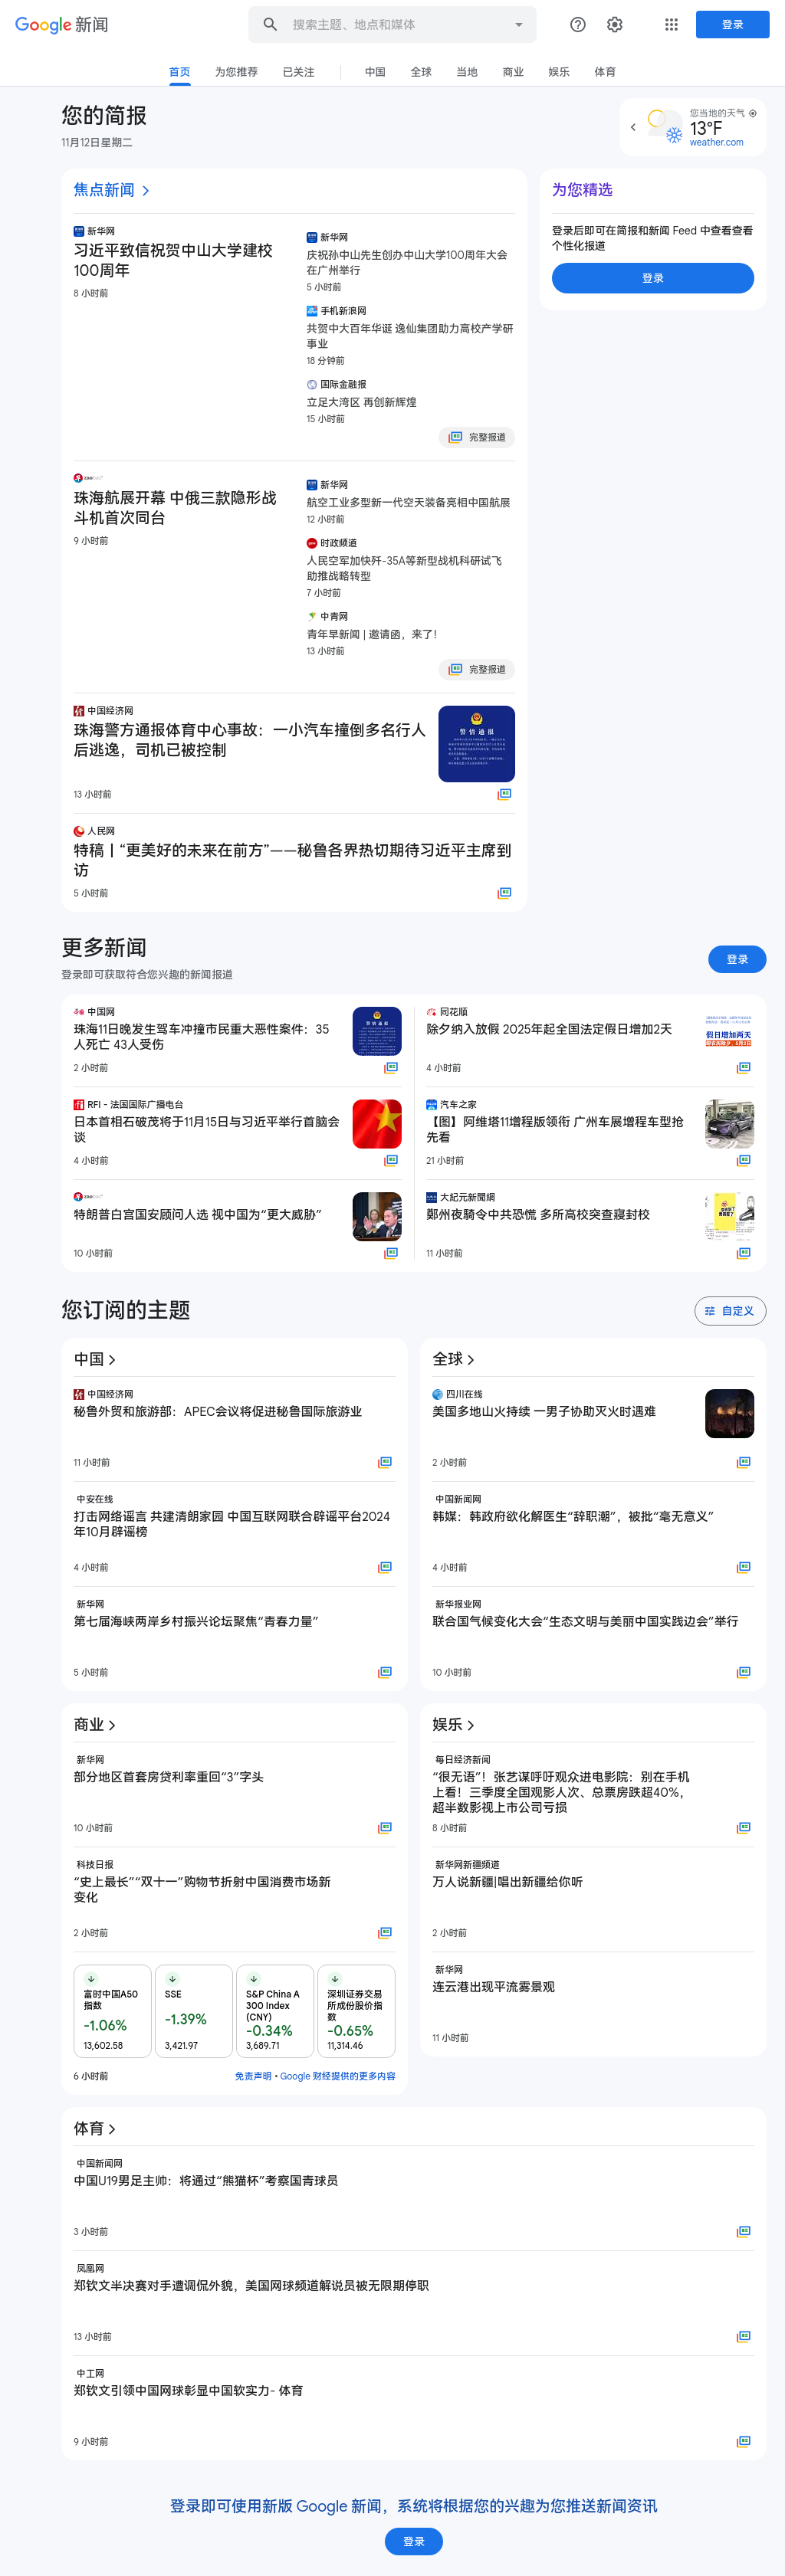 Google 新闻
搜索主题、地点和媒体
登录
首页
为您推荐
已关注
中国
全球
当地
商业
娱乐
体育
您的简报
11月12日星期二
您当地的天气
13°F
weather.com
焦点新闻
新华网
习近平致信祝贺中山大学建校
100周年
8 小时前
新华网
庆祝孙中山先生创办中山大学100周年大会
在广州举行
5 小时前
手机新浪网
共贺中大百年华诞 逸仙集团助力高校产学研
事业
18 分钟前
国际金融报
立足大湾区 再创新辉煌
15 小时前
完整报道
珠海航展开幕 中俄三款隐形战
斗机首次同台
9 小时前
新华网
航空工业多型新一代空天装备亮相中国航展
12 小时前
时政频道
人民空军加快歼-35A等新型战机科研试飞
助推战略转型
7 小时前
中青网
青年早新闻 | 邀请函，来了！
13 小时前
完整报道
中国经济网
珠海警方通报体育中心事故：一小汽车撞倒多名行人
后逃逸，司机已被控制
13 小时前
警情通报
人民网
特稿丨“更美好的未来在前方”——秘鲁各界热切期待习近平主席到
访
5 小时前
为您精选
登录后即可在简报和新闻 Feed 中查看查看
个性化报道
登录
更多新闻
登录即可获取符合您兴趣的新闻报道
登录
中国网
珠海11日晚发生驾车冲撞市民重大恶性案件：35
人死亡 43人受伤
2 小时前
RFI - 法国国际广播电台
日本首相石破茂将于11月15日与习近平举行首脑会
谈
4 小时前
特朗普白宫国安顾问人选 视中国为“更大威胁”
10 小时前
同花顺
除夕纳入放假 2025年起全国法定假日增加2天
4 小时前
假日增加两天
汽车之家
【图】阿维塔11增程版领衔 广州车展增程车型抢
先看
21 小时前
大紀元新聞網
鄭州夜騎令中共恐慌 多所高校突查寢封校
11 小时前
您订阅的主题
自定义
中国
中国经济网
秘鲁外贸和旅游部：APEC会议将促进秘鲁国际旅游业
11 小时前
中安在线
打击网络谣言 共建清朗家园 中国互联网联合辟谣平台2024
年10月辟谣榜
4 小时前
新华网
第七届海峡两岸乡村振兴论坛聚焦“青春力量”
5 小时前
全球
四川在线
美国多地山火持续 一男子协助灭火时遇难
2 小时前
中国新闻网
韩媒：韩政府欲化解医生“辞职潮”，被批“毫无意义”
4 小时前
新华报业网
联合国气候变化大会“生态文明与美丽中国实践边会”举行
10 小时前
商业
新华网
部分地区首套房贷利率重回“3”字头
10 小时前
科技日报
“史上最长”“双十一”购物节折射中国消费市场新
变化
2 小时前
富时中国A50
指数
-1.06%
13,602.58
SSE
-1.39%
3,421.97
S&P China A
300 Index
(CNY)
-0.34%
3,689.71
深圳证券交易
所成份股价指
数
-0.65%
11,314.46
6 小时前
免责声明 • Google 财经提供的更多内容
娱乐
每日经济新闻
“很无语”！张艺谋呼吁观众进电影院：别在手机
上看！三季度全国观影人次、总票房跌超40%，
超半数影视上市公司亏损
8 小时前
新华网新疆频道
万人说新疆|唱出新疆给你听
2 小时前
新华网
连云港出现平流雾景观
11 小时前
体育
中国新闻网
中国U19男足主帅：将通过“熊猫杯”考察国青球员
3 小时前
凤凰网
郑钦文半决赛对手遭调侃外貌，美国网球频道解说员被无限期停职
13 小时前
中工网
郑钦文引领中国网球彰显中国软实力- 体育
9 小时前
登录即可使用新版 Google 新闻，系统将根据您的兴趣为您推送新闻资讯
登录